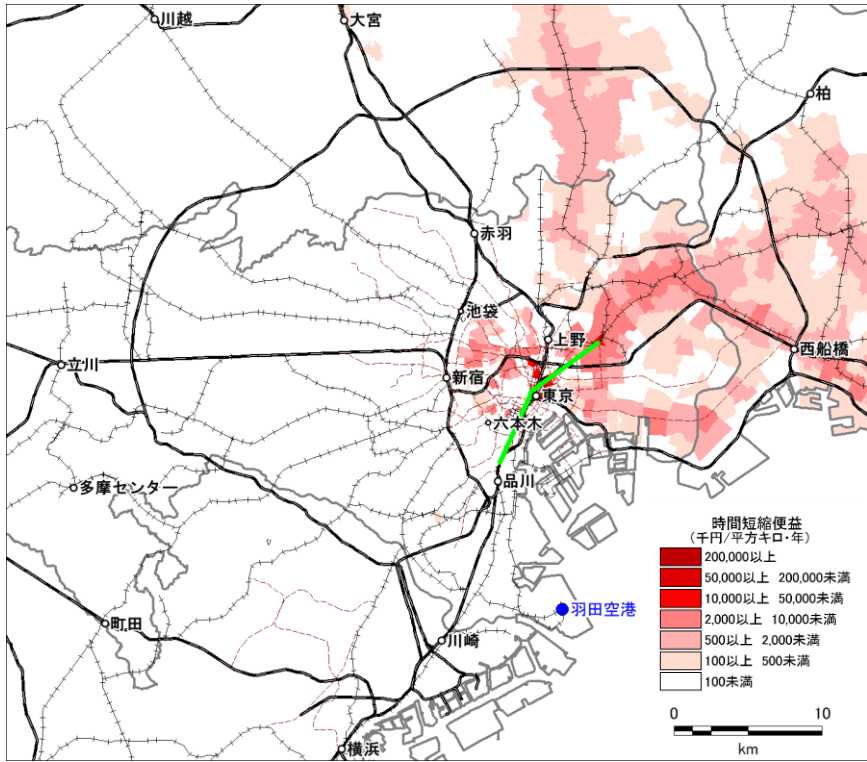 川越
大宮
柏
赤羽
池袋
上野
西船橋
立川
新宿
東京
六本木
品川
多摩センター
羽田空港
町田
川崎
横浜
時間短縮便益
(千円/平方キロ・年)
200,000以上
50,000以上 200,000未満
10,000以上 50,000未満
2,000以上 10,000未満
500以上 2,000未満
100以上 500未満
100未満
0 10
km